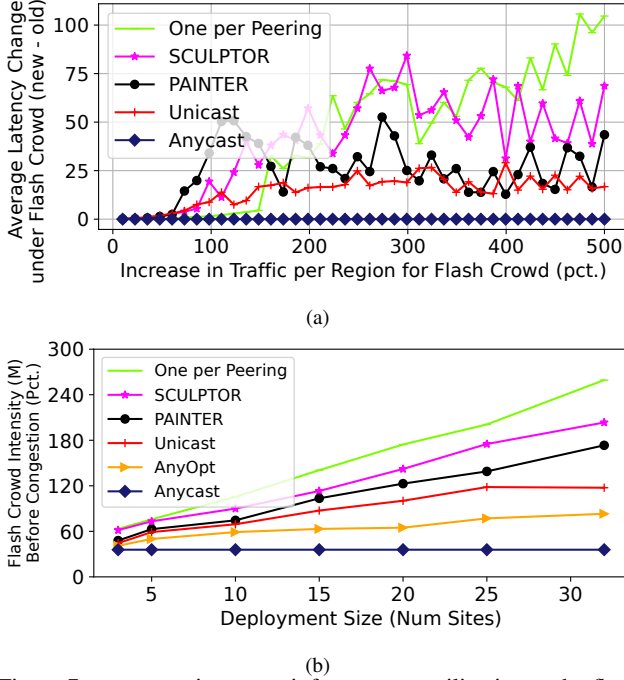 Average Latency Change
under Flash Crowd (new - old)
100
75
50
25
0
One per Peering
SCULPTOR
PAINTER
Unicast
Anycast
0 100 200 300 400 500
Increase in Traffic per Region for Flash Crowd (pct.)
(a)
Flash Crowd Intensity (M)
Before Congestion (Pct.)
300
240
180
120
60
0
One per Peering
SCULPTOR
PAINTER
Unicast
AnyOpt
Anycast
5 10 15 20 25 30
Deployment Size (Num Sites)
(b)